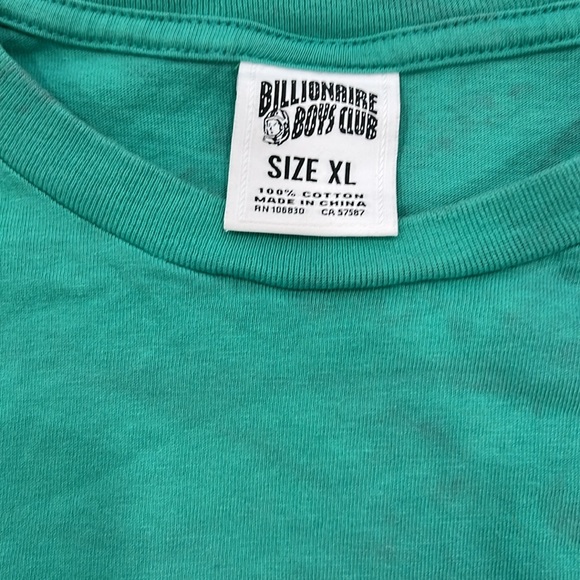 BILLIONAIRE
BOYS CLUB
SIZE XL
100% COTTON
MADE IN CHINA
RN 106830 CA 57587